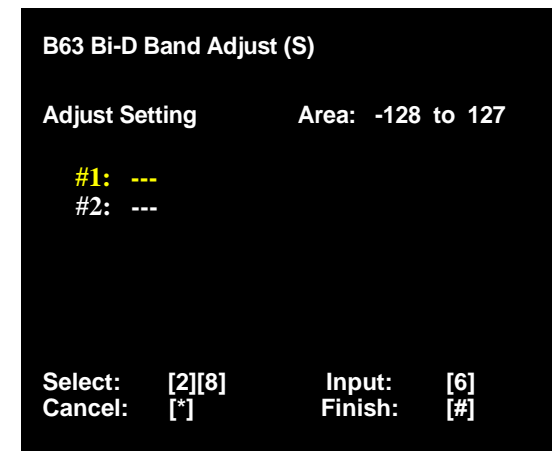 B63 Bi-D Band Adjust (S)
Adjust Setting Area: -128 to 127
#1: ---
#2: ---
Select: [2][8] Input: [6]
Cancel: [*] Finish: [#]